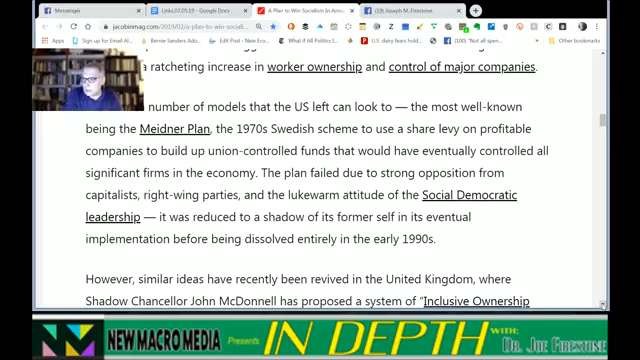 Metalogix
Links.07.05.19 - Google Docs
A Plan to Win Socialism in Ame
(3) Joseph M. Firestone
jacobinmag.com/2019/02/a-plan-to-win-sociali
Apps
Bookmarks
Sign up for Email Al
Bernie Sanders And
Edit Post ‹ New Eco
What if All Politics
U.S. dairy fears hold
(3) "Not all spen
Other bookmarks
a ratcheting increase in worker ownership and control of major companies.
number of models that the US left can look to — the most well-known
being the Meidner Plan, the 1970s Swedish scheme to use a share levy on profitable
companies to build up union-controlled funds that would have eventually controlled all
significant firms in the economy. The plan failed due to strong opposition from
capitalists, right-wing parties, and the lukewarm attitude of the Social Democratic
leadership — it was reduced to a shadow of its former self in its eventual
implementation before being dissolved entirely in the early 1990s.
However, similar ideas have recently been revived in the United Kingdom, where
Shadow Chancellor John McDonnell has proposed a system of "Inclusive Ownership
NEW MACRO MEDIA Presents: IN DEPTH WITH:
DR. JOE FIRESTONE